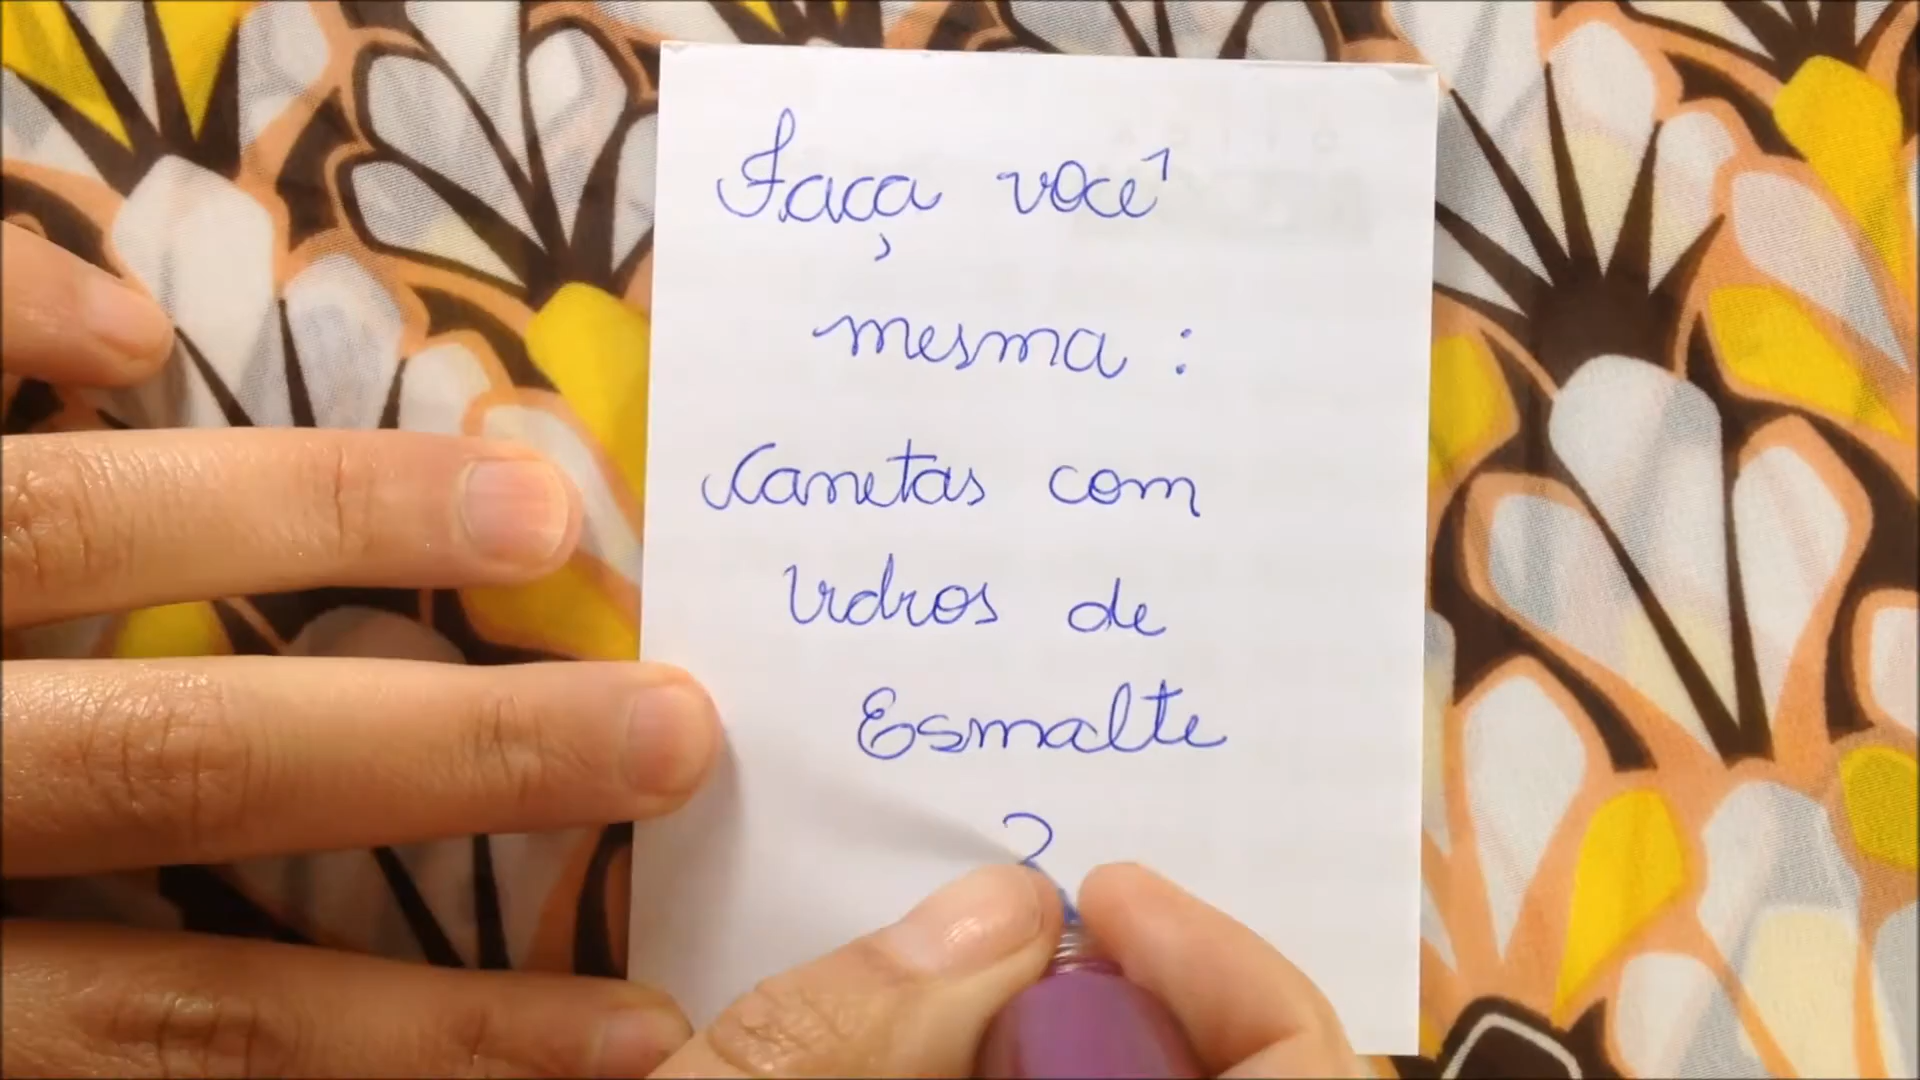 Faça você
mesma :
Canetas com
Vidros de
Esmalte